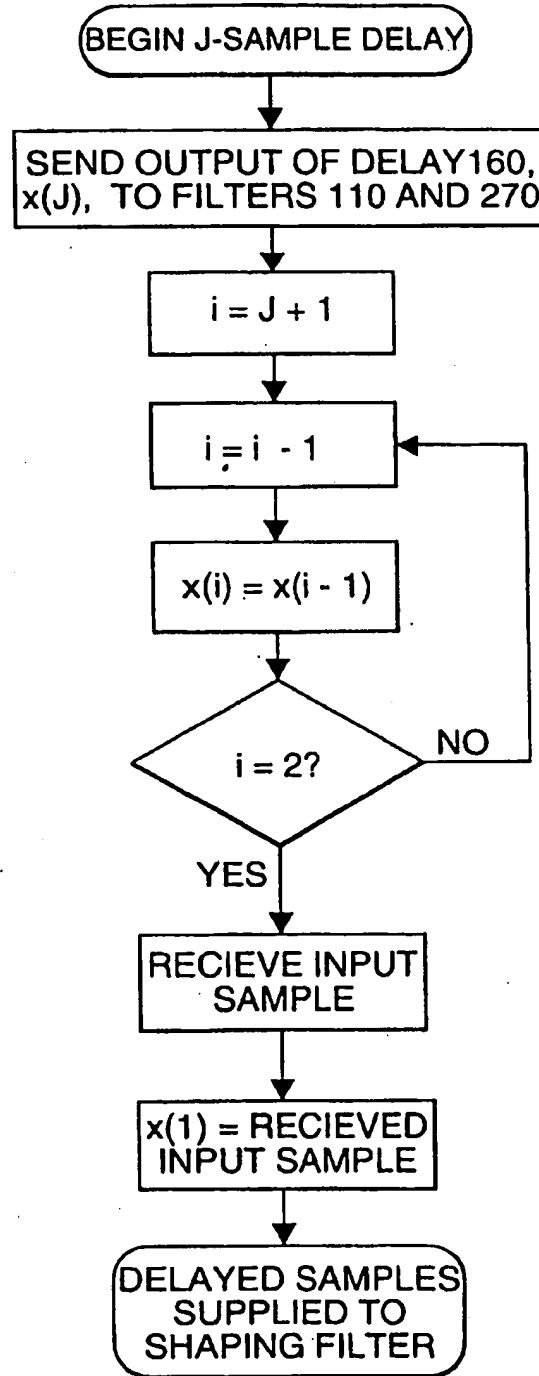 BEGIN J-SAMPLE DELAY
SEND OUTPUT OF DELAY160,
x(J), TO FILTERS 110 AND 270
i = J + 1
i = i - 1
x(i) = x(i - 1)
i = 2?
NO
YES
RECIEVE INPUT
SAMPLE
x(1) = RECIEVED
INPUT SAMPLE
DELAYED SAMPLES
SUPPLIED TO
SHAPING FILTER